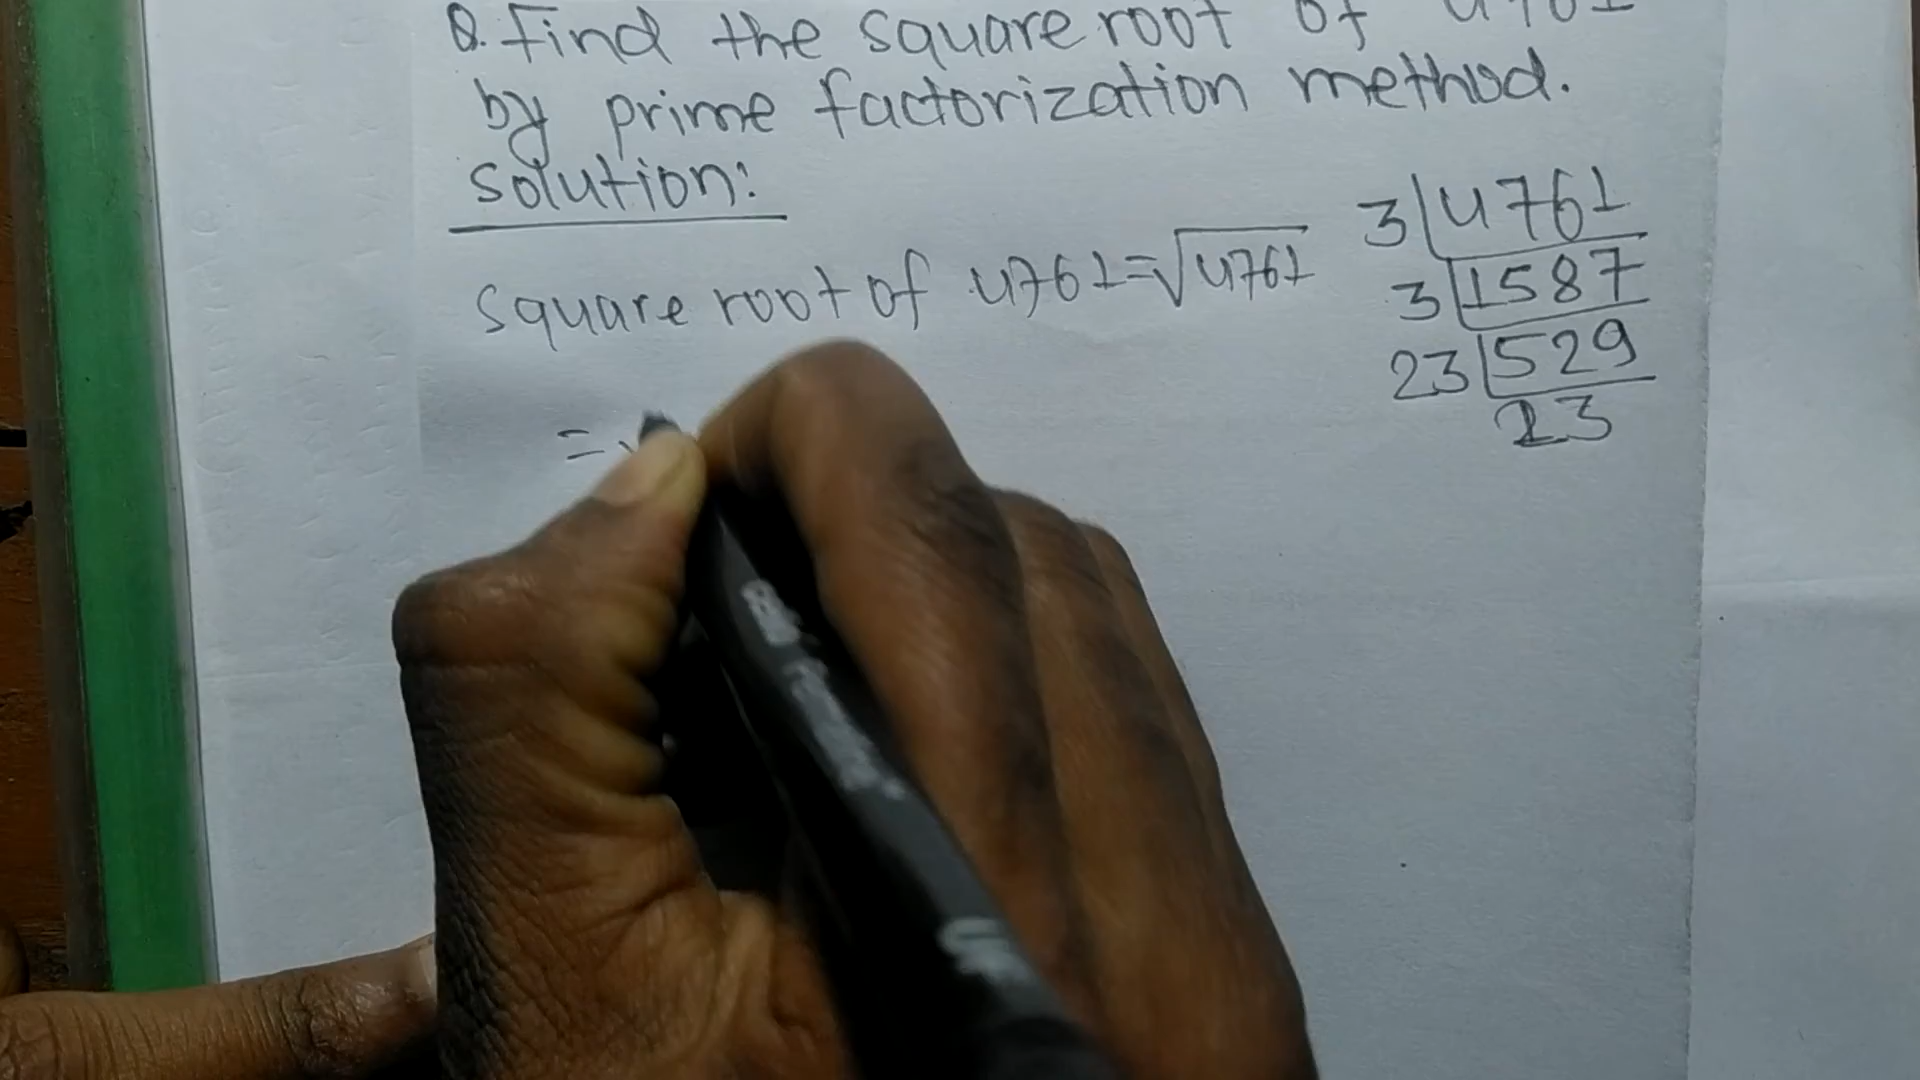 Q. Find the square root of 4761
by prime factorization method.
solution:
square root of 4761=√4761
=
3 4761
3 1587
23 529
23